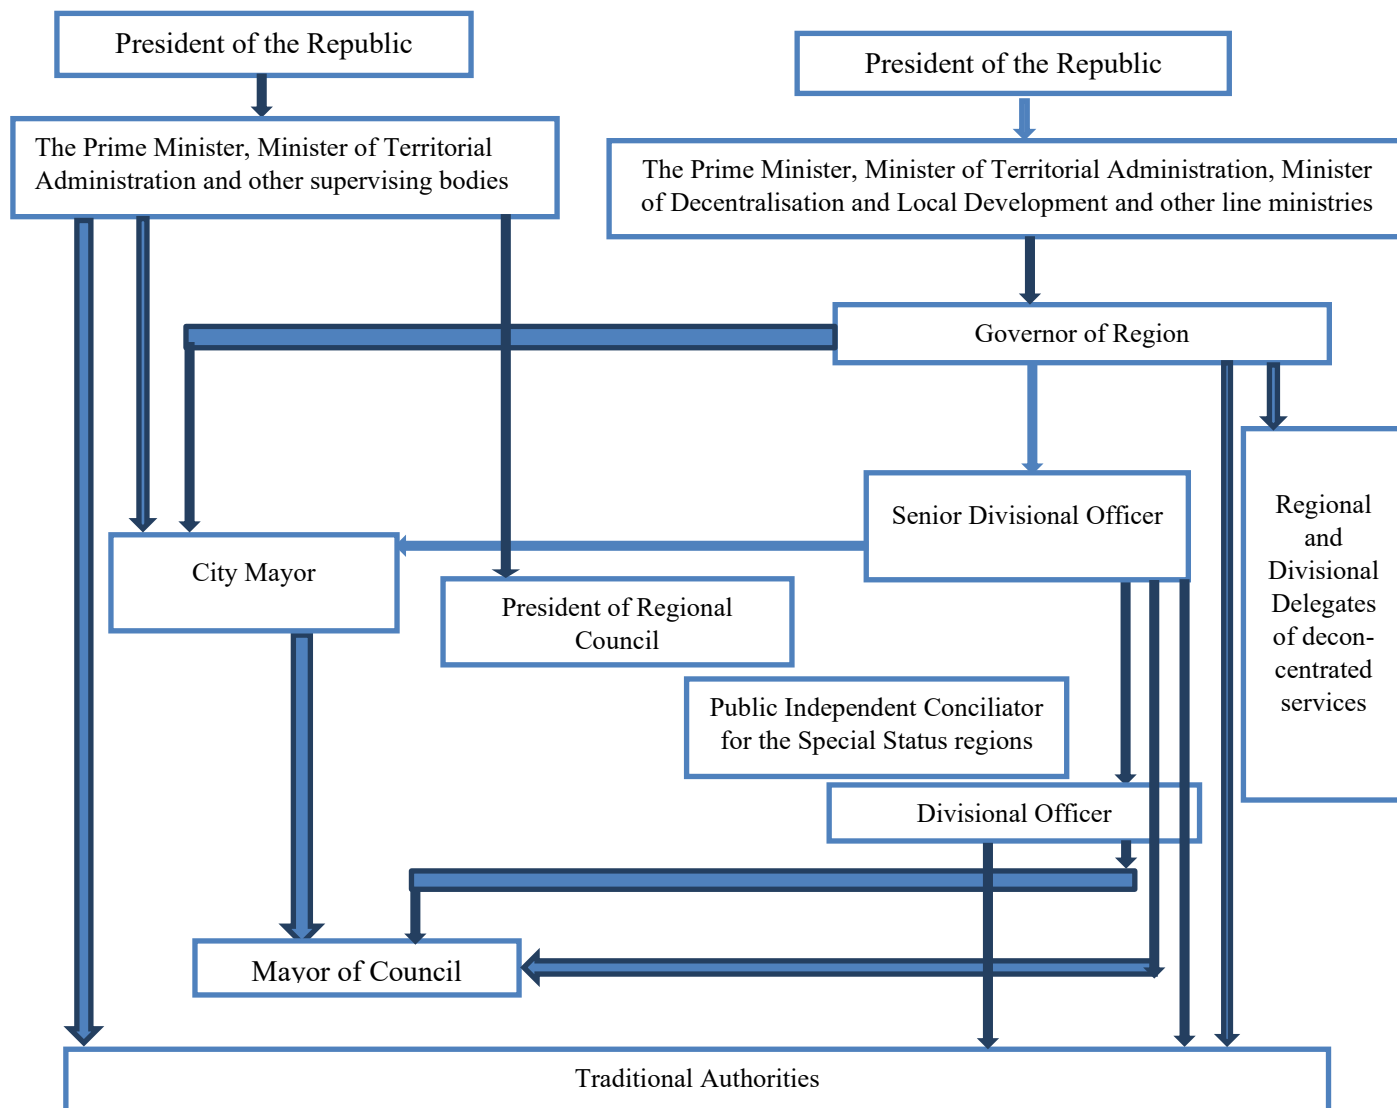 President of the Republic
President of the Republic
The Prime Minister, Minister of Territorial
Administration and other supervising bodies
The Prime Minister, Minister of Territorial Administration, Minister
of Decentralisation and Local Development and other line ministries
Governor of Region
Senior Divisional Officer
Regional
and
Divisional
Delegates
of decon-
centrated
services
City Mayor
President of Regional
Council
Public Independent Conciliator
for the Special Status regions
Divisional Officer
Mayor of Council
Traditional Authorities